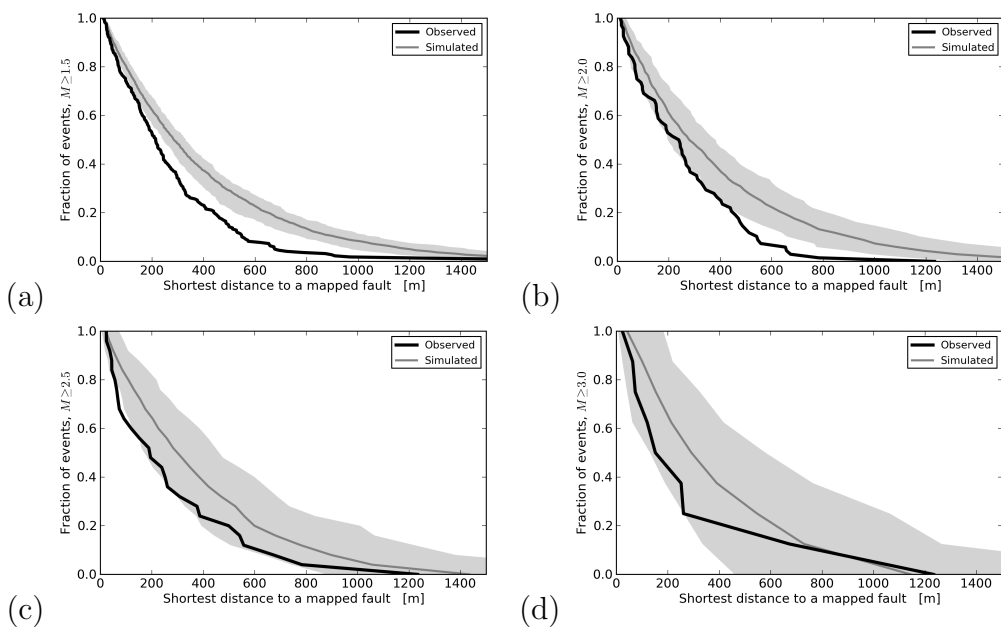 1.0
0.8
0.6
0.4
0.2
0.0
Fraction of events, M≥1.5
Observed
Simulated
0 200 400 600 800 1000 1200 1400
Shortest distance to a mapped fault [m]
(a)
1.0
0.8
0.6
0.4
0.2
0.0
Fraction of events, M≥2.0
Observed
Simulated
0 200 400 600 800 1000 1200 1400
Shortest distance to a mapped fault [m]
(b)
1.0
0.8
0.6
0.4
0.2
0.0
Fraction of events, M≥2.5
Observed
Simulated
0 200 400 600 800 1000 1200 1400
Shortest distance to a mapped fault [m]
(c)
1.0
0.8
0.6
0.4
0.2
0.0
Fraction of events, M≥3.0
Observed
Simulated
0 200 400 600 800 1000 1200 1400
Shortest distance to a mapped fault [m]
(d)